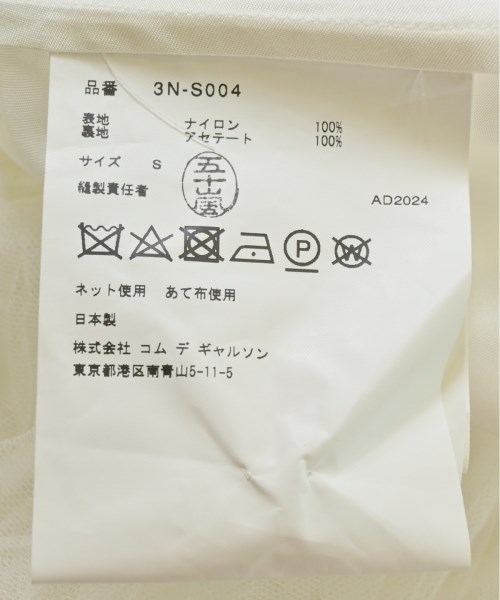 品番 3N-S004
表地 ナイロン 100%
裏地 アセテート 100%
サイズ S
縫製責任者
五十嵐
AD2024
P
W
ネット使用 あて布使用
日本製
株式会社 コム デ ギャルソン
東京都港区南青山5-11-5